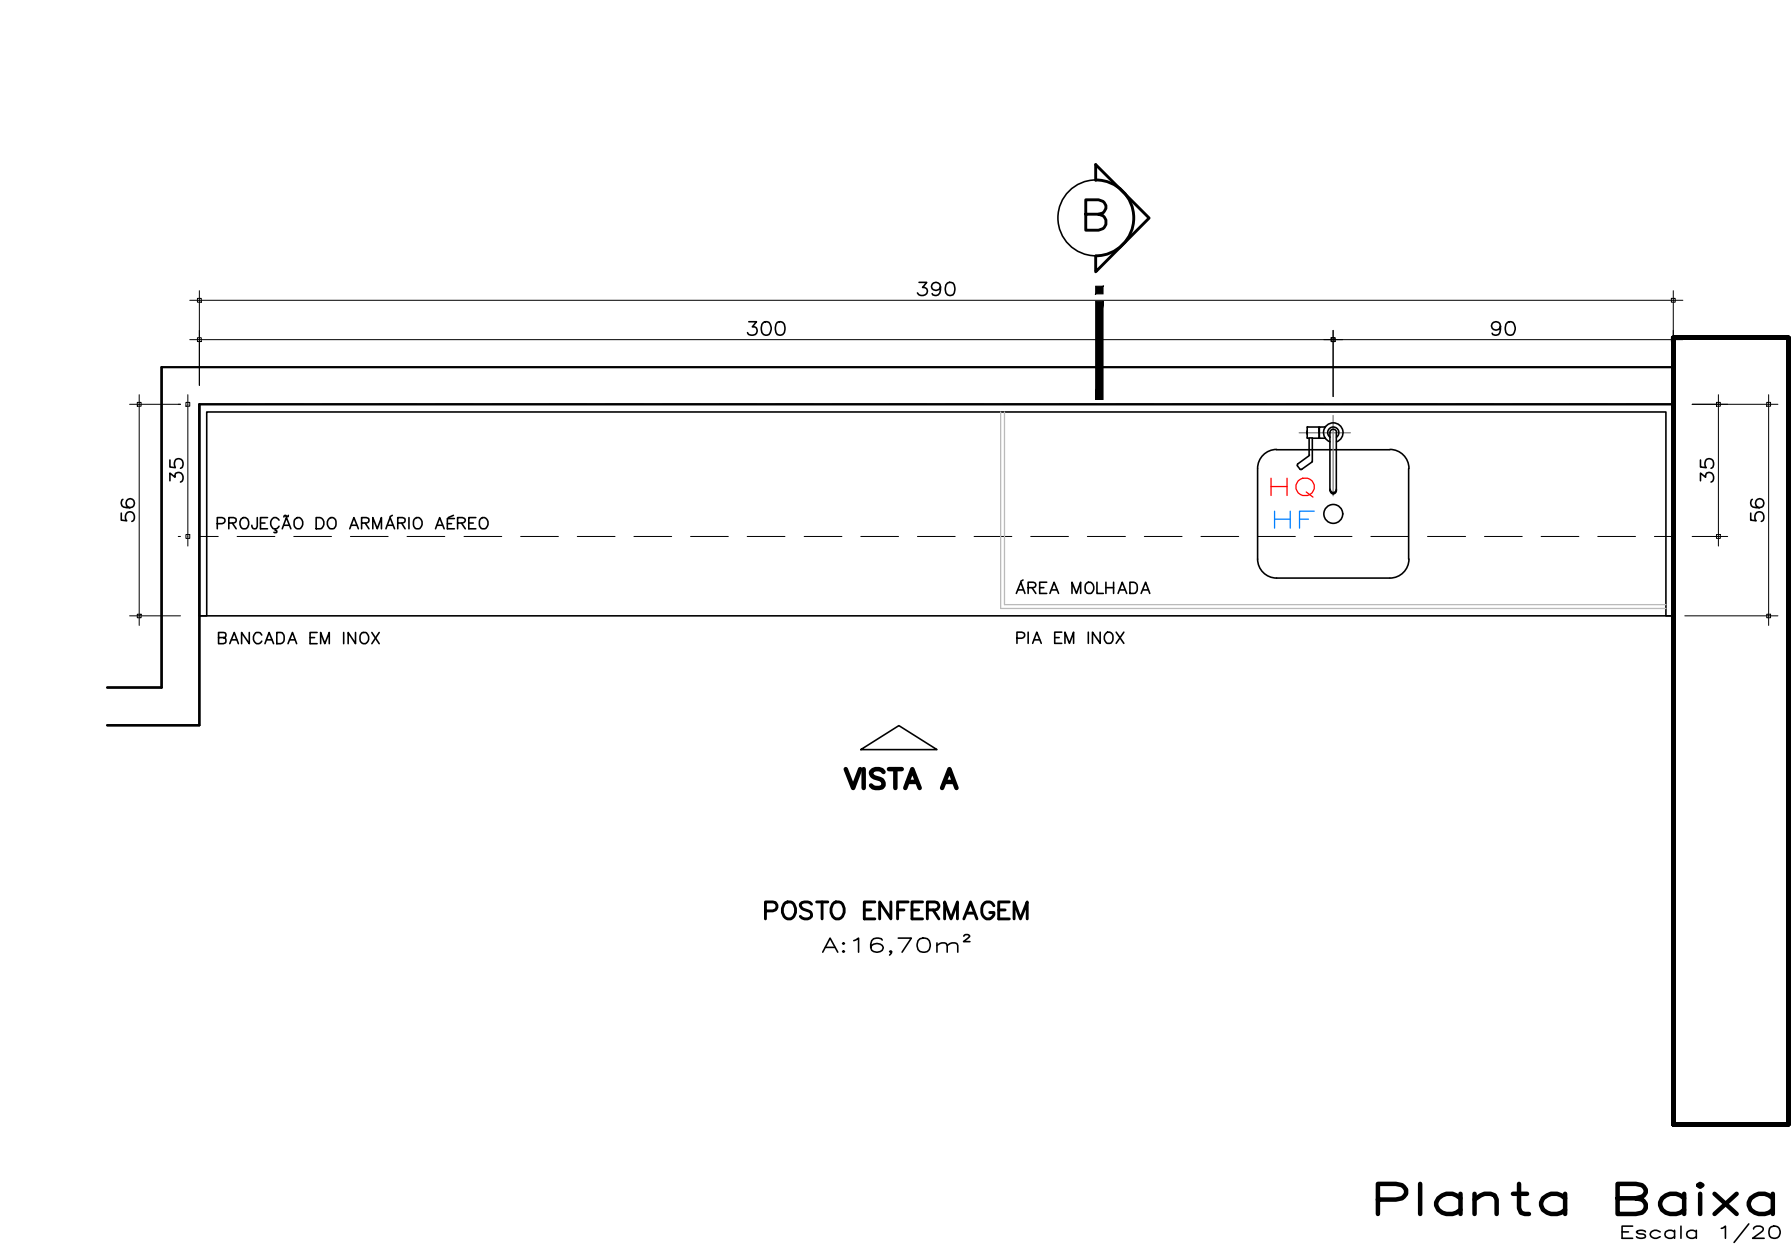 B
390
300
90
35
56
35
56
HQ
HF
PROJEÇÃO DO ARMÁRIO AÉREO
ÁREA MOLHADA
BANCADA EM INOX
PIA EM INOX
VISTA A
POSTO ENFERMAGEM
A:16,70m²
Planta Baixa
Escala 1/20